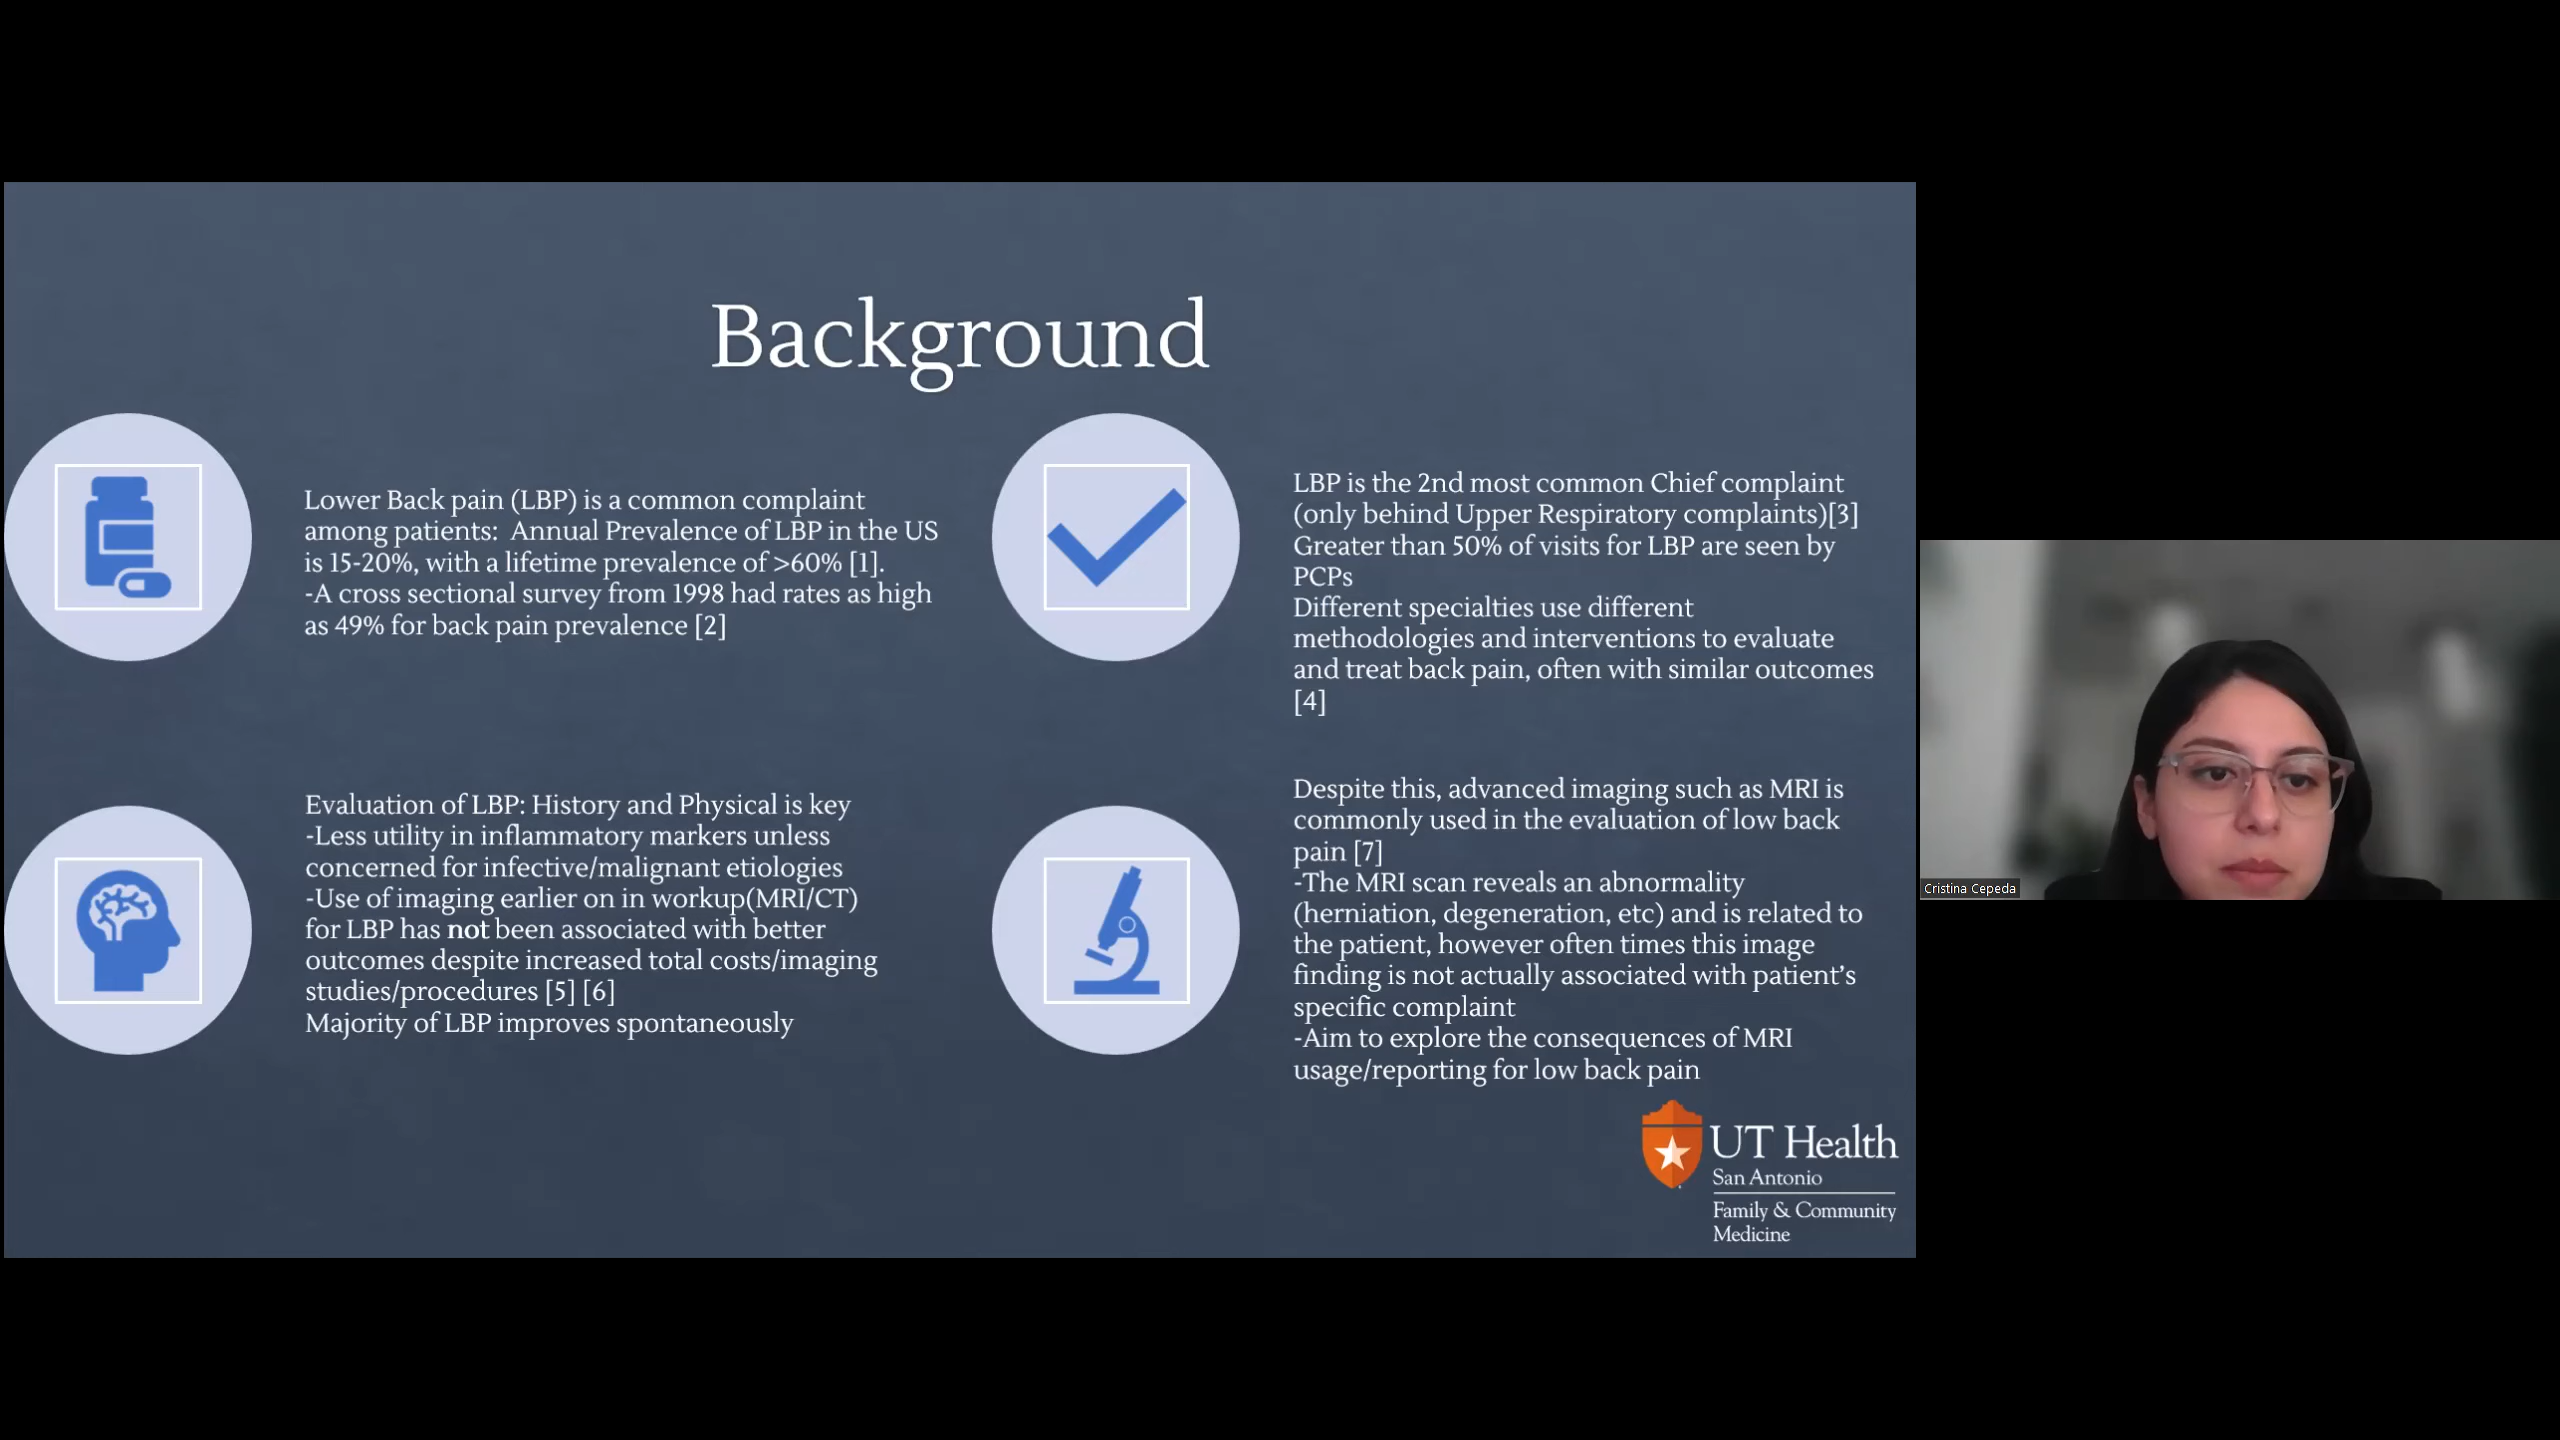 Background
Lower Back pain (LBP) is a common complaint
among patients:  Annual Prevalence of LBP in the US
is 15-20%, with a lifetime prevalence of >60% [1].
-A cross sectional survey from 1998 had rates as high
as 49% for back pain prevalence [2]
LBP is the 2nd most common Chief complaint
(only behind Upper Respiratory complaints)[3]
Greater than 50% of visits for LBP are seen by
PCPs
Different specialties use different
methodologies and interventions to evaluate
and treat back pain, often with similar outcomes
[4]
Evaluation of LBP: History and Physical is key
-Less utility in inflammatory markers unless
concerned for infective/malignant etiologies
-Use of imaging earlier on in workup(MRI/CT)
for LBP has not been associated with better
outcomes despite increased total costs/imaging
studies/procedures [5] [6]
Majority of LBP improves spontaneously
Despite this, advanced imaging such as MRI is
commonly used in the evaluation of low back
pain [7]
-The MRI scan reveals an abnormality
(herniation, degeneration, etc) and is related to
the patient, however often times this image
finding is not actually associated with patient's
specific complaint
-Aim to explore the consequences of MRI
usage/reporting for low back pain
UT Health
San Antonio
Family & Community
Medicine
Cristina Cepeda